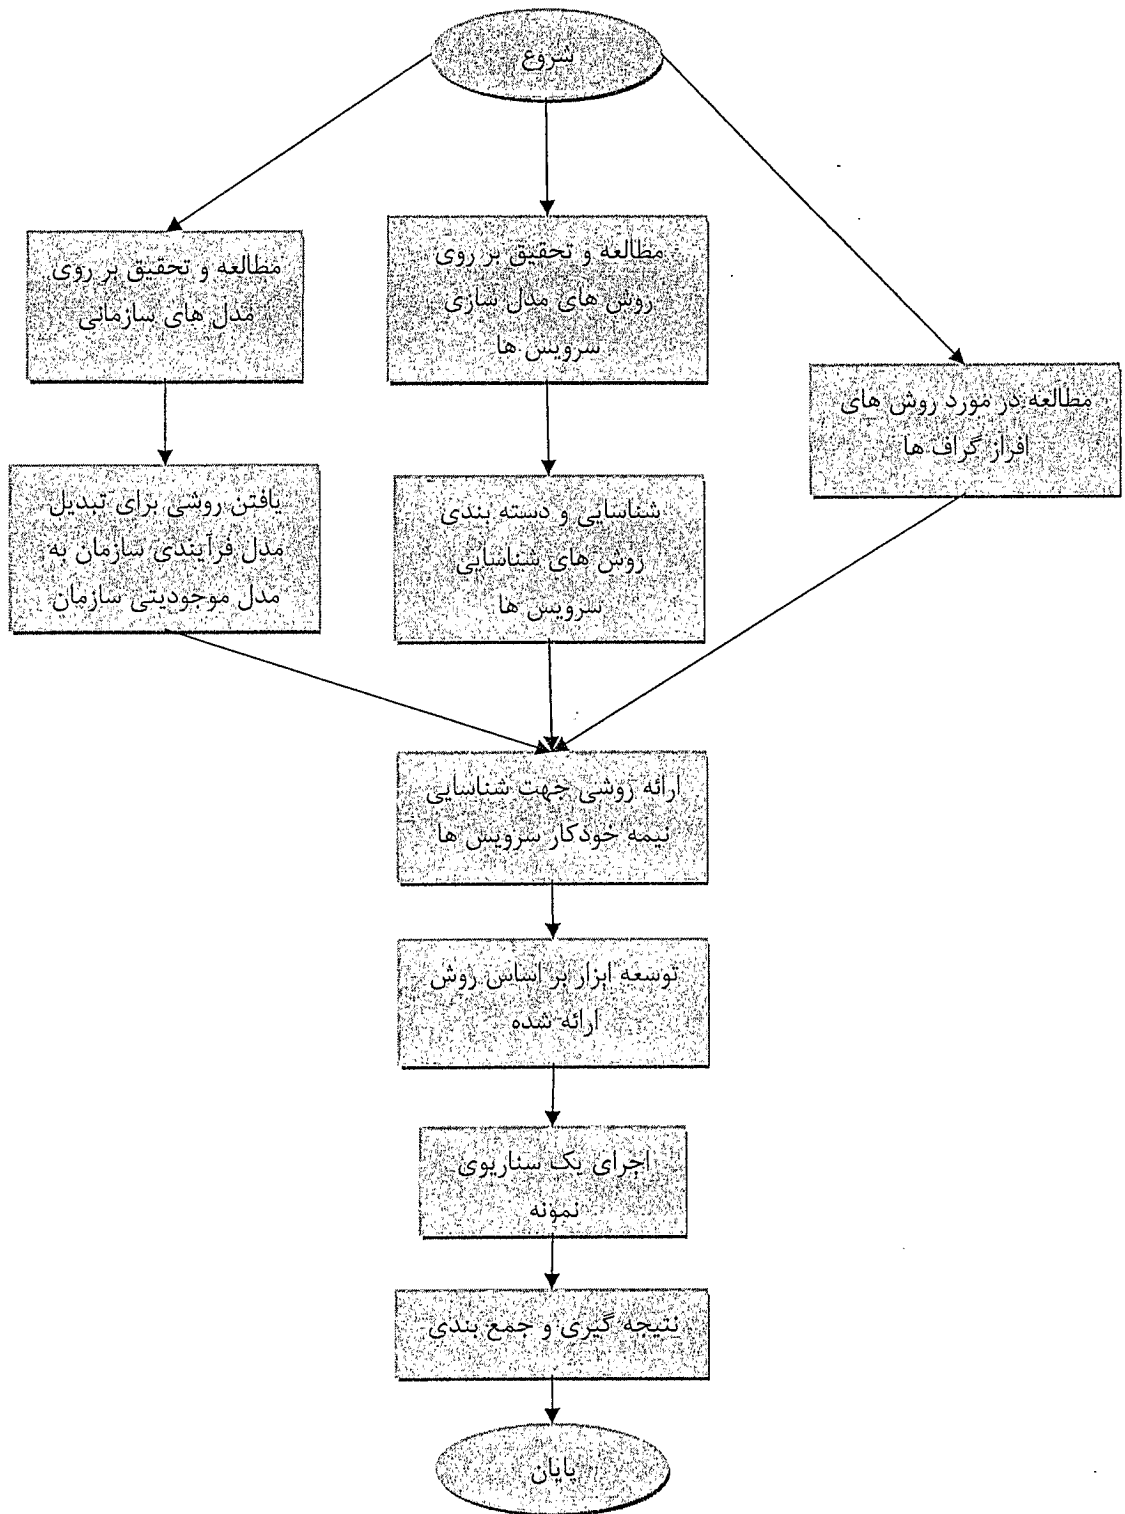 شروع
مطالعه و تحقیق بر روی
روش های مدل سازی
سرویس ها
مطالعه و تحقیق بر روی
مدل های سازمانی
مطالعه در مورد روش های
افراز گراف ها
شناسایی و دسته بندی
روش های شناسایی
سرویس ها
یافتن روشی برای تبدیل
مدل فرآیندی سازمان به
مدل موجودیتی سازمان
ارائه روشی جهت شناسایی
نیمه خودکار سرویس ها
توسعه ابزار بر اساس روش
ارائه شده
اجرای یک سناریوی
نمونه
نتیجه گیری و جمع بندی
پایان